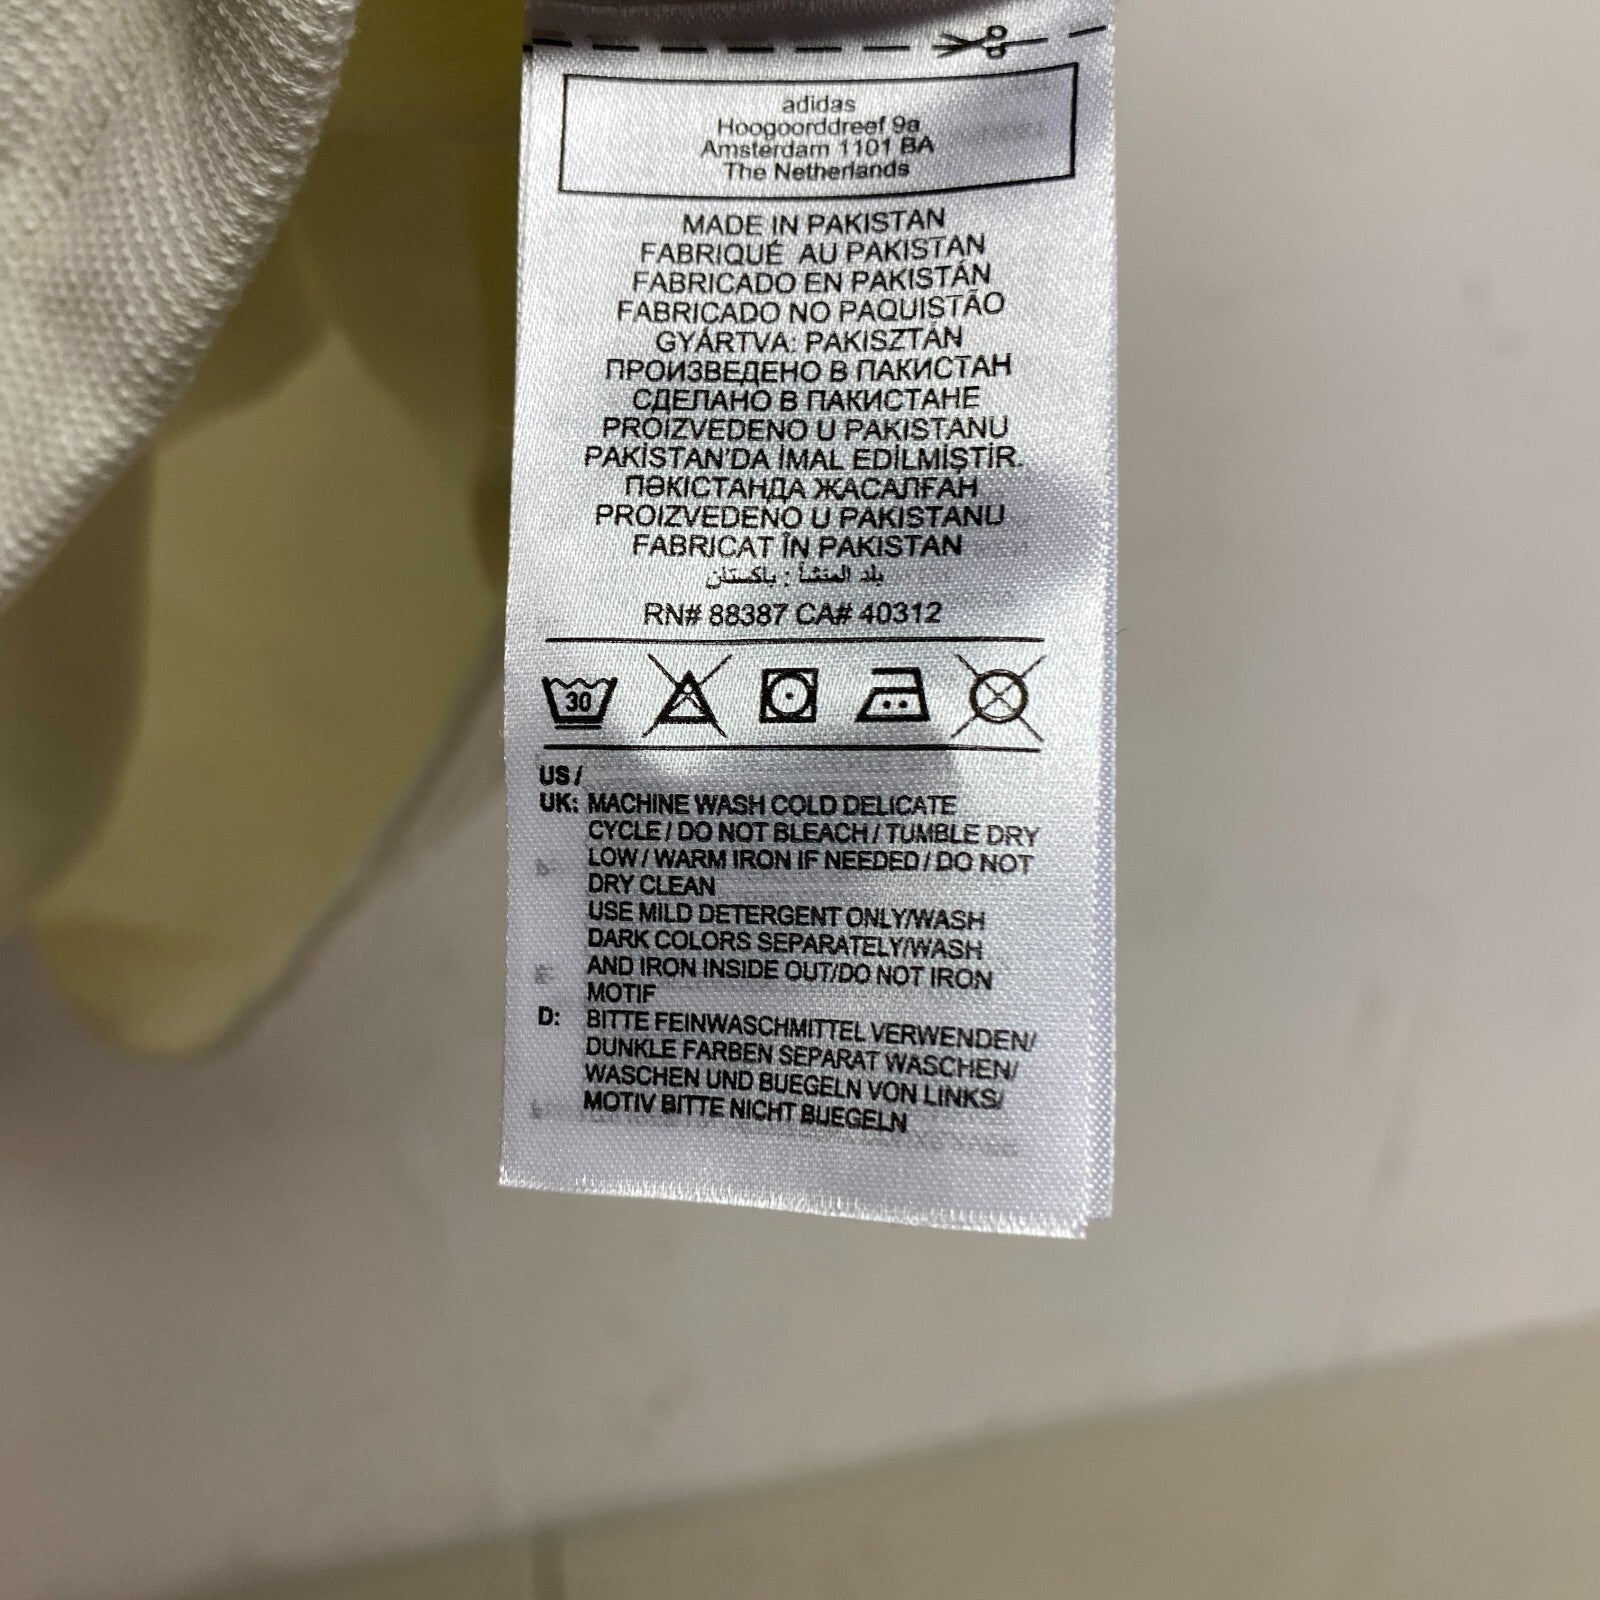 adidas
Hoogoorddreef 9a
Amsterdam 1101 BA
The Netherlands
MADE IN PAKISTAN
FABRIQUÉ AU PAKISTAN
FABRICADO EN PAKISTÁN
FABRICADO NO PAQUISTÃO
GYÁRTVA: PAKISZTÁN
ПРОИЗВЕДЕНО В ПАКИСТАН
СДЕЛАНО В ПАКИСТАНЕ
PROIZVEDENO U PAKISTANU
PAKİSTAN'DA İMAL EDİLMİŞTİR.
ПӘКІСТАНДА ЖАСАЛҒАН
PROIZVEDENO U PAKISTANU
FABRICAT ÎN PAKISTAN
بلد المنشأ : باكستان
RN# 88387 CA# 40312
30
US /
UK: MACHINE WASH COLD DELICATE
CYCLE / DO NOT BLEACH / TUMBLE DRY
LOW / WARM IRON IF NEEDED / DO NOT
DRY CLEAN
USE MILD DETERGENT ONLY/WASH
DARK COLORS SEPARATELY/WASH
AND IRON INSIDE OUT/DO NOT IRON
MOTIF
D: BITTE FEINWASCHMITTEL VERWENDEN/
DUNKLE FARBEN SEPARAT WASCHEN/
WASCHEN UND BUEGELN VON LINKS/
MOTIV BITTE NICHT BUEGELN